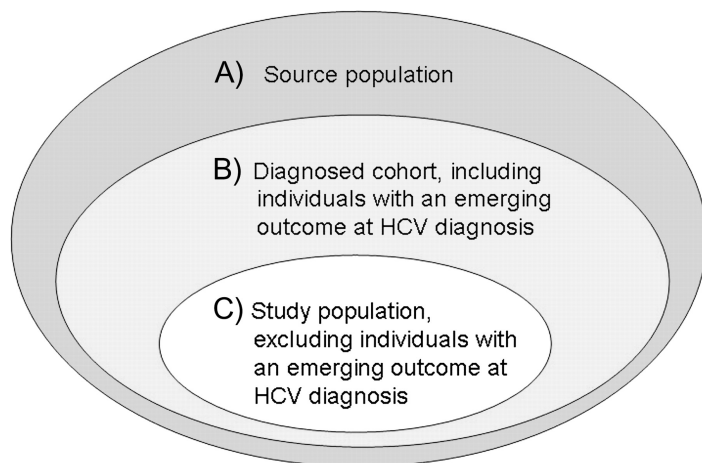 A) Source population
B) Diagnosed cohort, including
individuals with an emerging
outcome at HCV diagnosis
C) Study population,
excluding individuals with
an emerging outcome at
HCV diagnosis